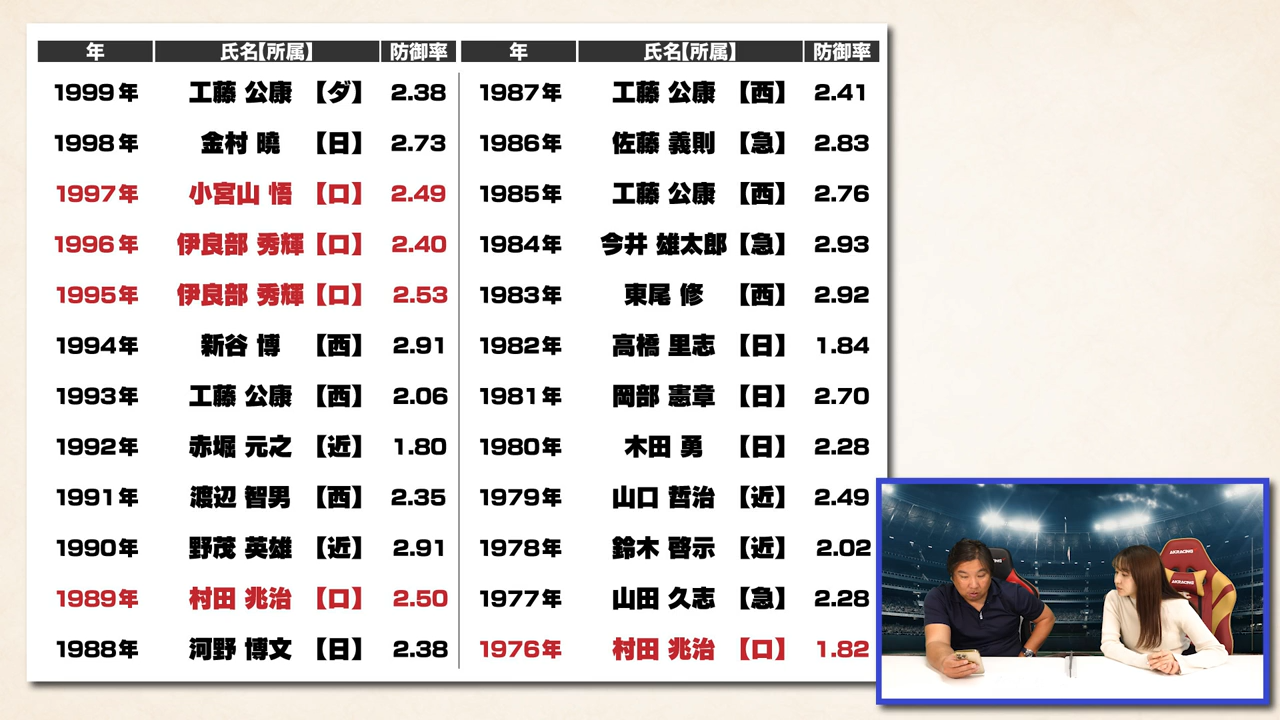 年 氏名【所属】 防御率 年 氏名【所属】 防御率
1999年 工藤 公康 【ダ】 2.38 1987年 工藤 公康 【西】 2.41
1998年 金村 曉 【日】 2.73 1986年 佐藤 義則 【急】 2.83
1997年 小宮山 悟 【ロ】 2.49 1985年 工藤 公康 【西】 2.76
1996年 伊良部 秀輝【ロ】 2.40 1984年 今井 雄太郎【急】 2.93
1995年 伊良部 秀輝【ロ】 2.53 1983年 東尾 修 【西】 2.92
1994年 新谷 博 【西】 2.91 1982年 高橋 里志 【日】 1.84
1993年 工藤 公康 【西】 2.06 1981年 岡部 憲章 【日】 2.70
1992年 赤堀 元之 【近】 1.80 1980年 木田 勇 【日】 2.28
1991年 渡辺 智男 【西】 2.35 1979年 山口 哲治 【近】 2.49
1990年 野茂 英雄 【近】 2.91 1978年 鈴木 啓示 【近】 2.02
1989年 村田 兆治 【ロ】 2.50 1977年 山田 久志 【急】 2.28
1988年 河野 博文 【日】 2.38 1976年 村田 兆治 【ロ】 1.82
AKRACING
AKRACING